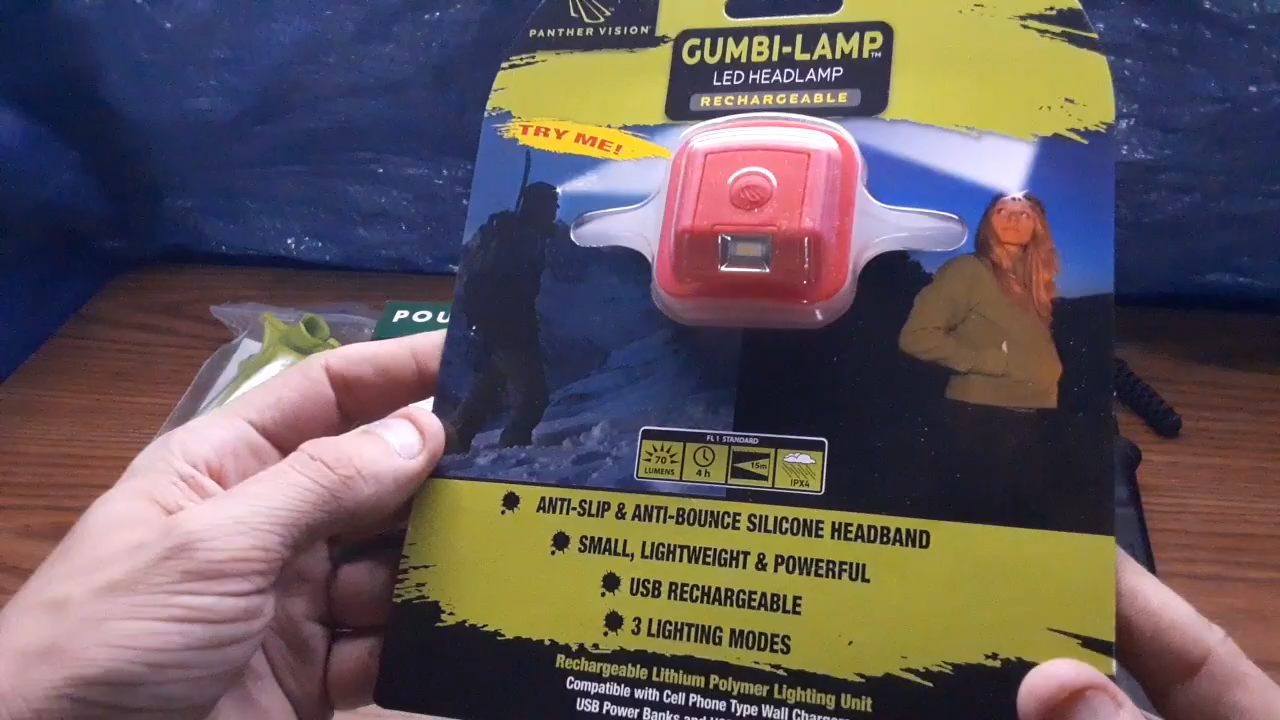 PANTHER VISION
GUMBI-LAMP™
LED HEADLAMP
RECHARGEABLE
TRY ME!
POU
FL 1 STANDARD
70 LUMENS
4 h
15m
IPX4
ANTI-SLIP & ANTI-BOUNCE SILICONE HEADBAND
SMALL, LIGHTWEIGHT & POWERFUL
USB RECHARGEABLE
3 LIGHTING MODES
Rechargeable Lithium Polymer Lighting Unit
Compatible with Cell Phone Type Wall
USB Power Banks and